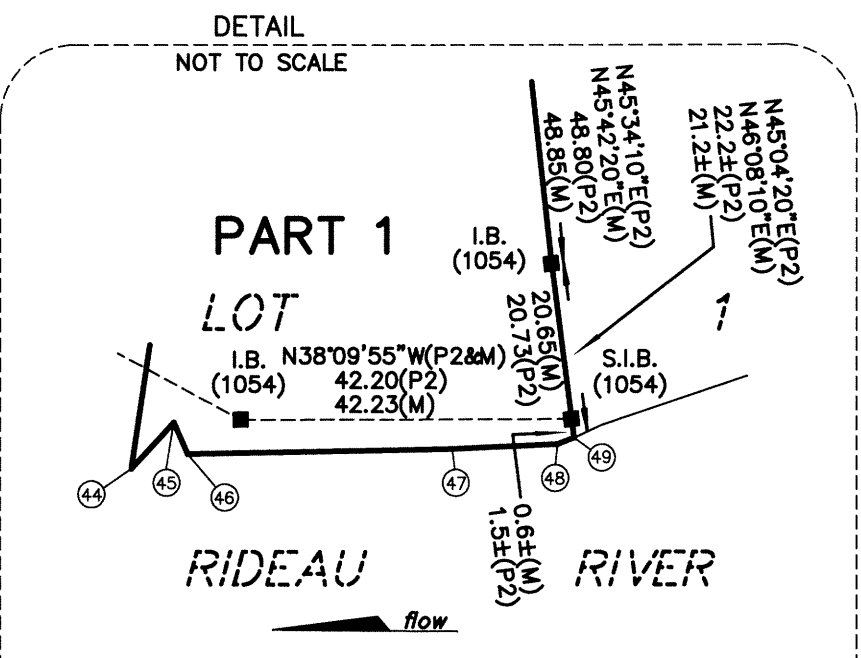 DETAIL
NOT TO SCALE
N45°34'10"E(P2)
N45°42'20"E(M)
48.80(P2)
48.85(M)
N45°04'20"E(P2)
N46°08'10"E(M)
22.2±(P2)
21.2±(M)
PART 1
I.B.
(1054)
LOT
1
20.65(M)
20.73(P2)
I.B.
(1054)
N38°09'55"W(P2&M)
42.20(P2)
42.23(M)
S.I.B.
(1054)
44
45
46
47
48
49
0.6±(M)
1.5±(P2)
RIDEAU RIVER
flow